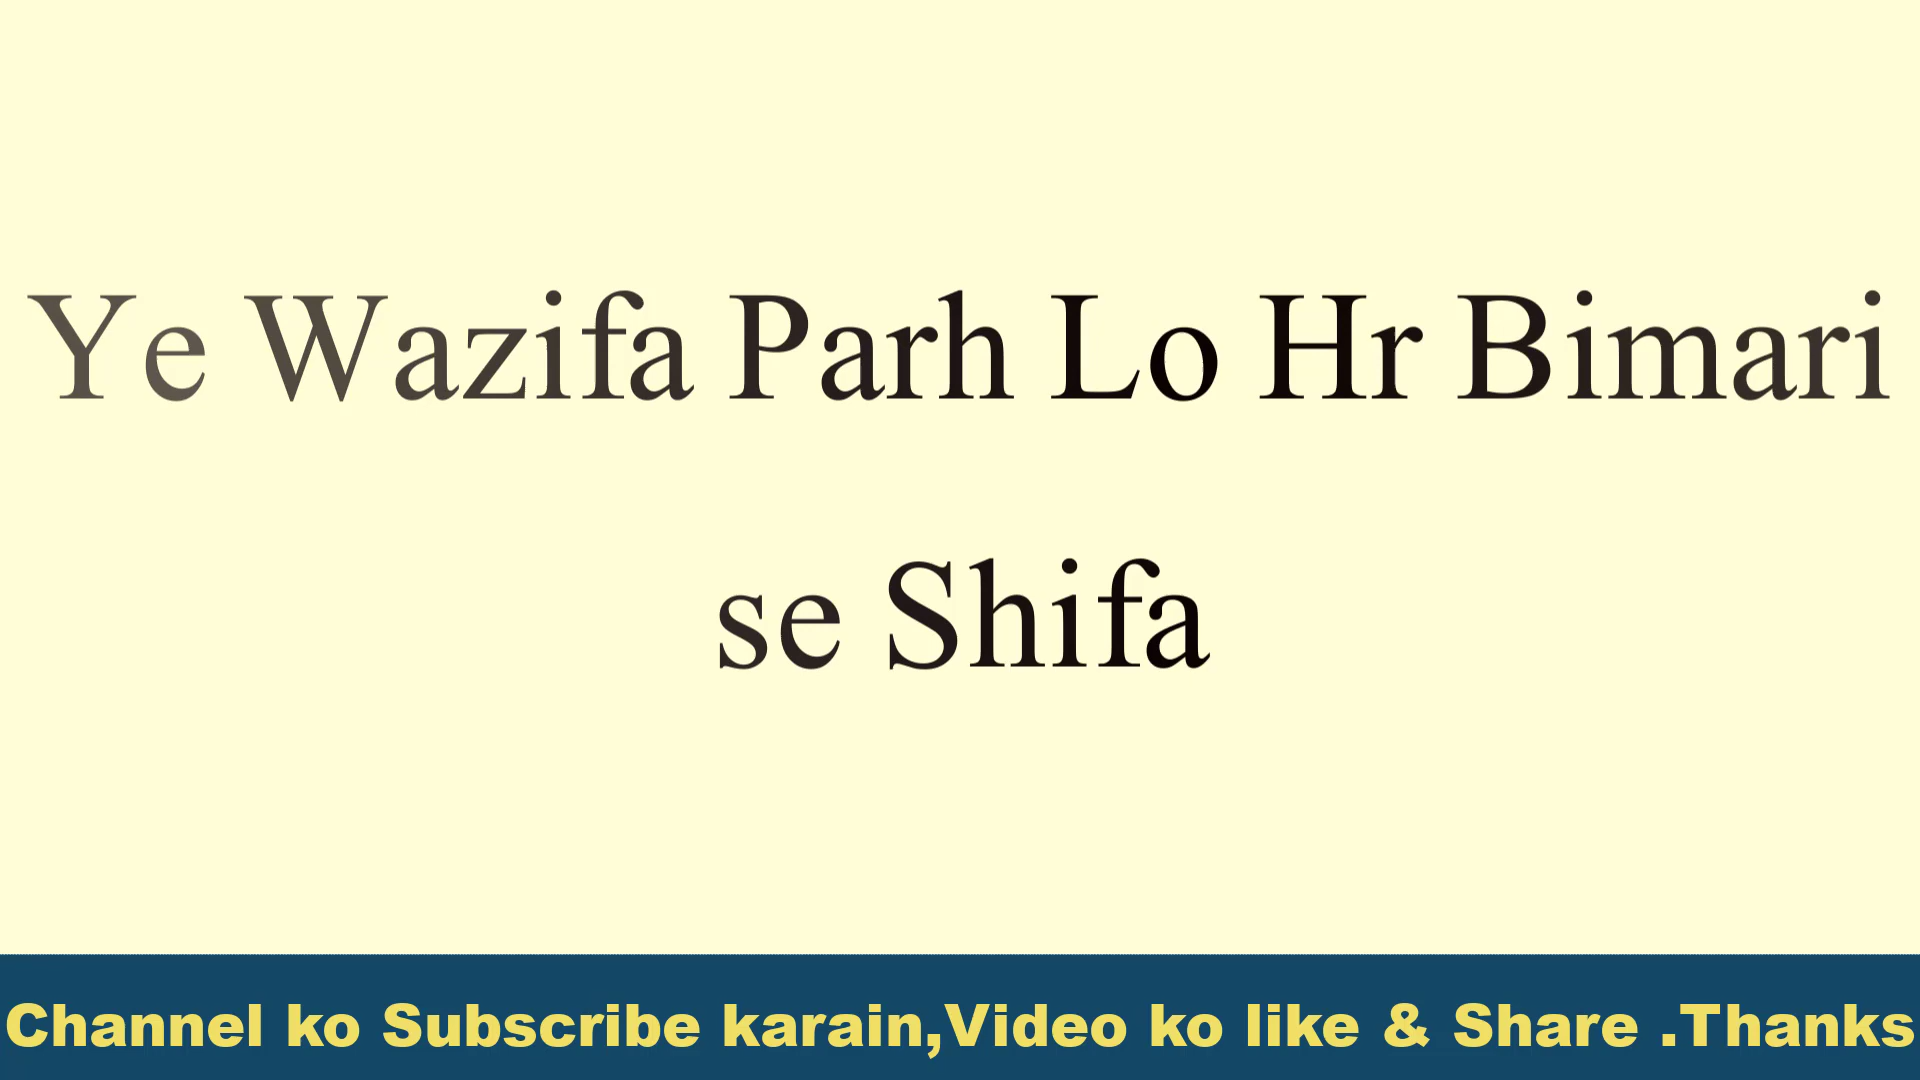 Ye Wazifa Parh Lo Hr Bimari
se Shifa
Channel ko Subscribe karain,Video ko like & Share .Thanks